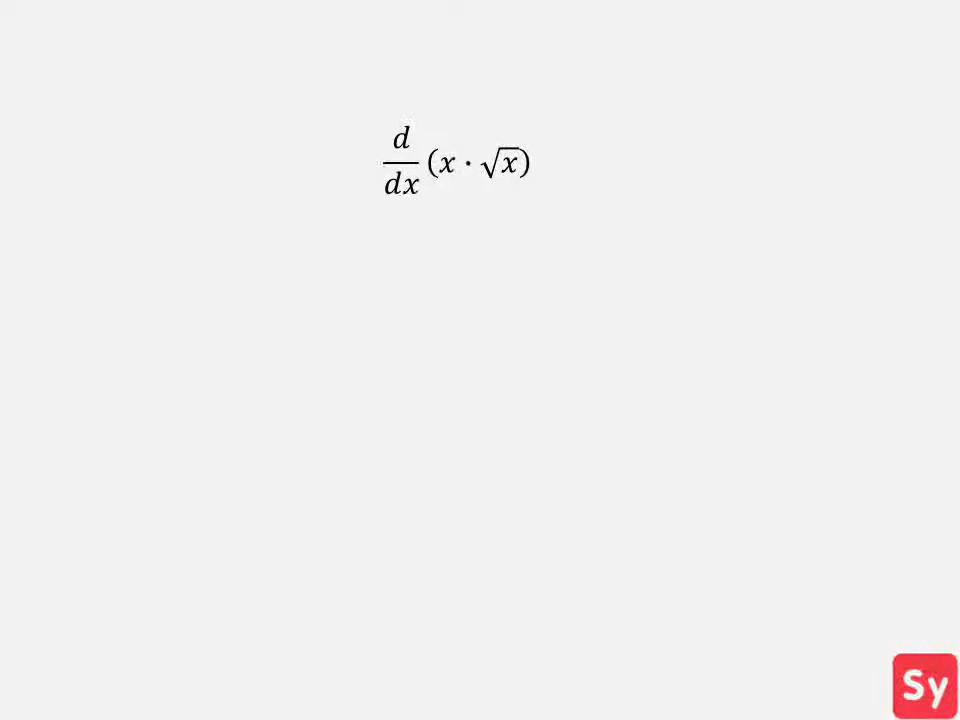 d/dx (x · √x)
Sy